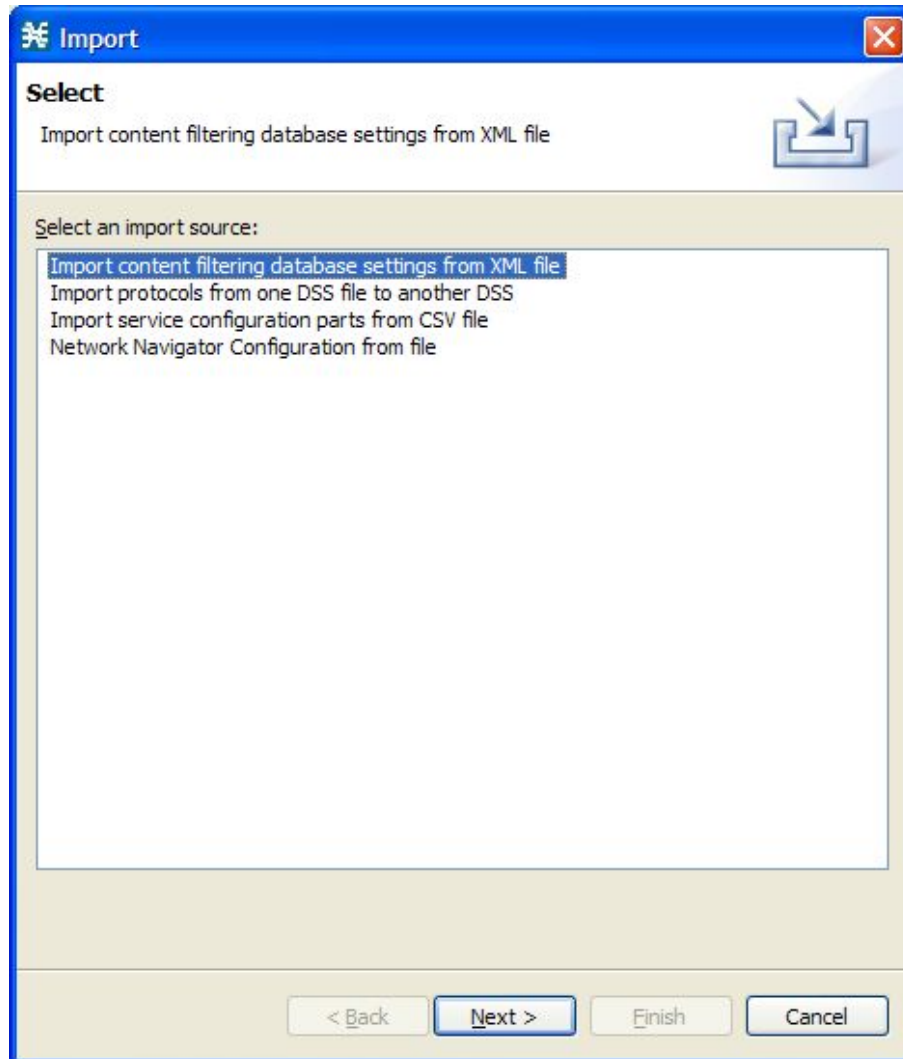 Import
Select
Import content filtering database settings from XML file
Select an import source:
Import content filtering database settings from XML file
Import protocols from one DSS file to another DSS
Import service configuration parts from CSV file
Network Navigator Configuration from file
< Back
Next >
Finish
Cancel